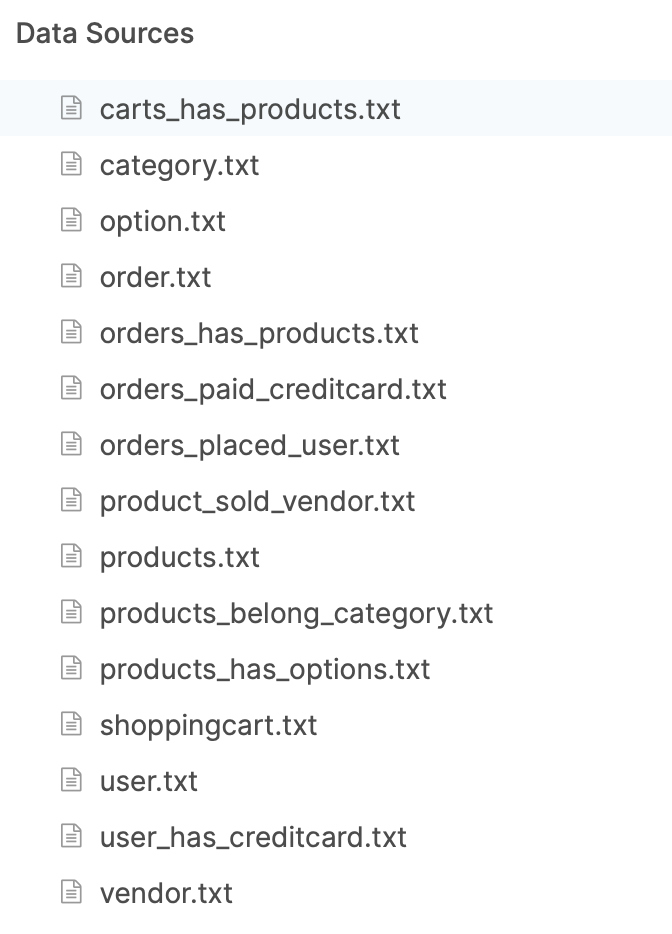 Data Sources
carts_has_products.txt
category.txt
option.txt
order.txt
orders_has_products.txt
orders_paid_creditcard.txt
orders_placed_user.txt
product_sold_vendor.txt
products.txt
products_belong_category.txt
products_has_options.txt
shoppingcart.txt
user.txt
user_has_creditcard.txt
vendor.txt